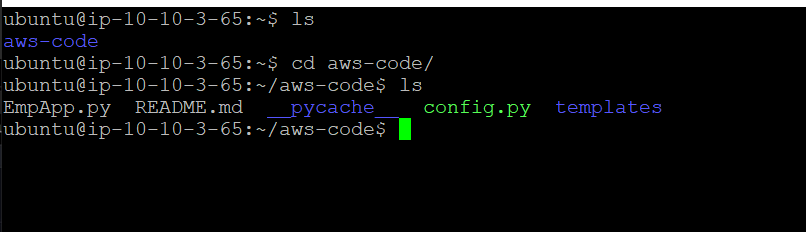 ubuntu@ip-10-10-3-65:~$ ls
aws-code
ubuntu@ip-10-10-3-65:~$ cd aws-code/
ubuntu@ip-10-10-3-65:~/aws-code$ ls
EmpApp.py  README.md  __pycache__  config.py  templates
ubuntu@ip-10-10-3-65:~/aws-code$